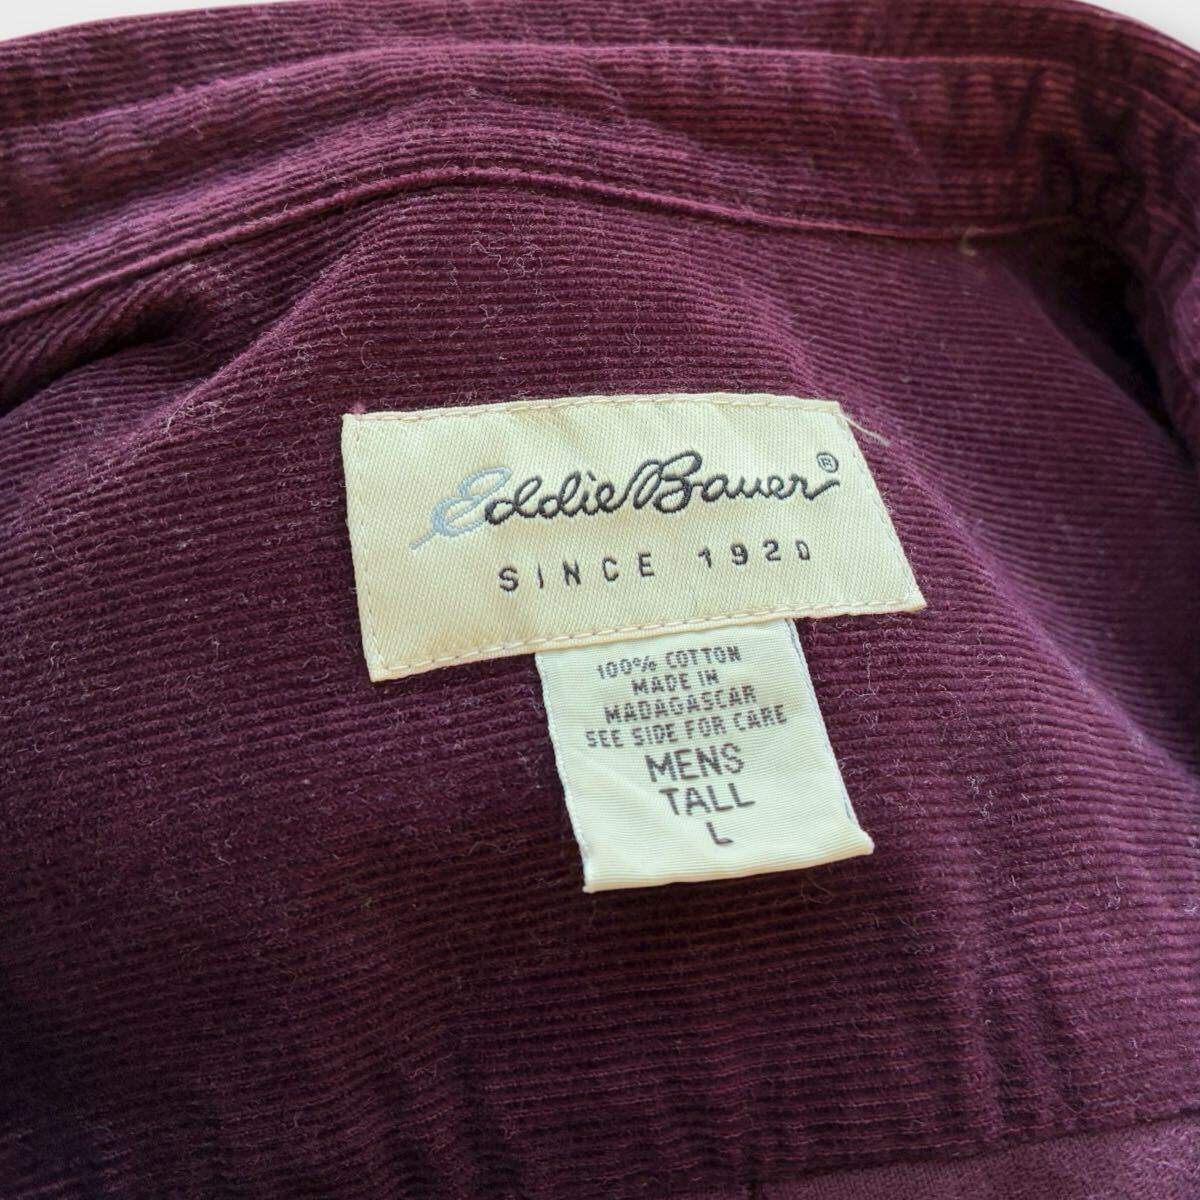 Eddie Bauer®
SINCE 1920
100% COTTON
MADE IN
MADAGASCAR
SEE SIDE FOR CARE
MENS
TALL
L